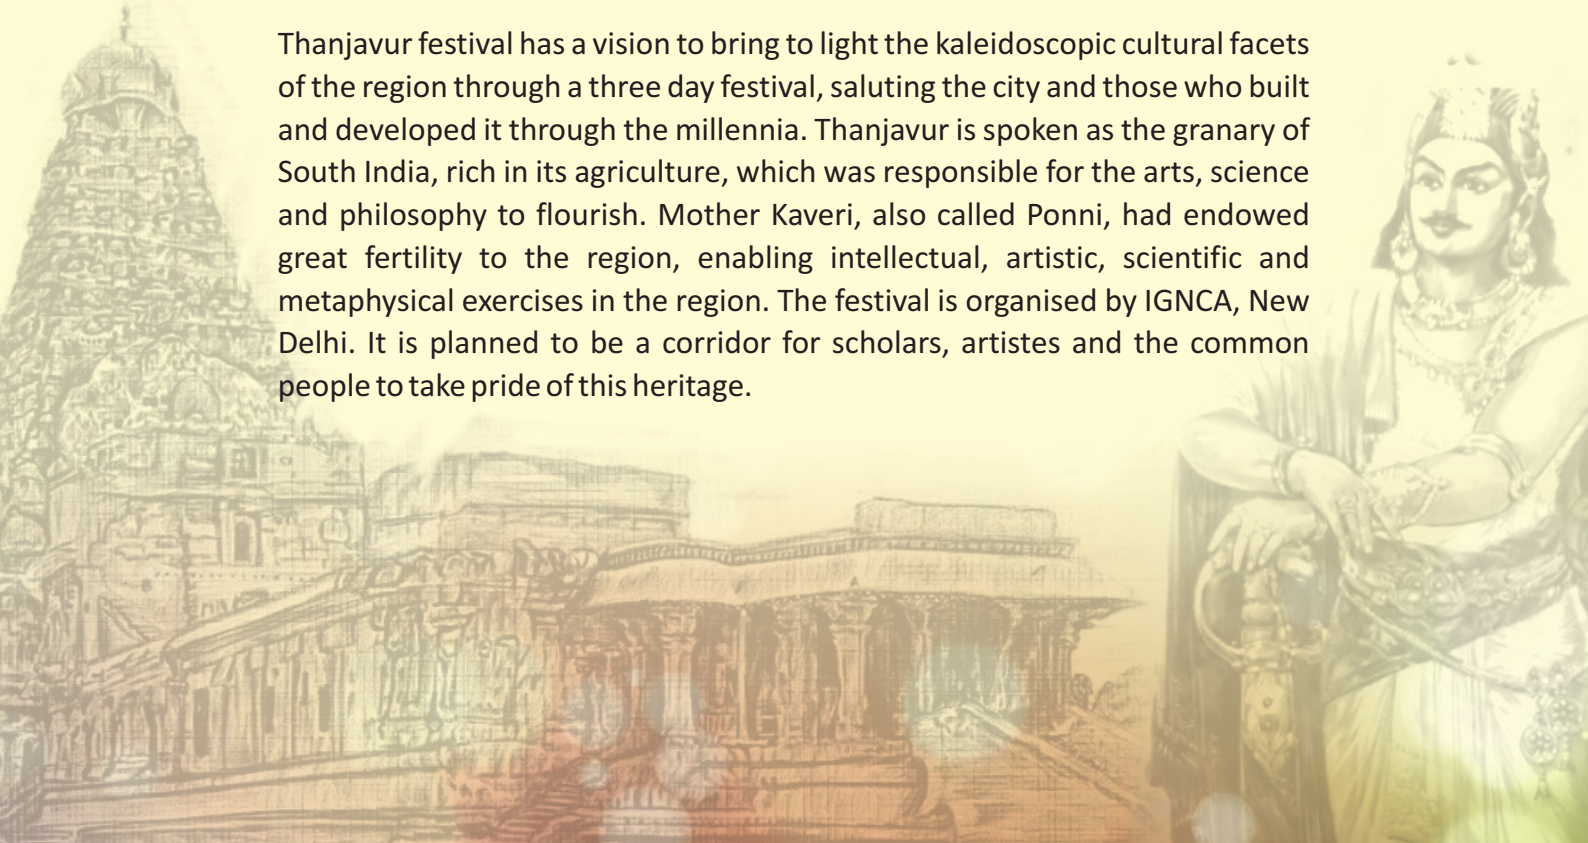 Thanjavur festival has a vision to bring to light the kaleidoscopic cultural facets
of the region through a three day festival, saluting the city and those who built
and developed it through the millennia. Thanjavur is spoken as the granary of
South India, rich in its agriculture, which was responsible for the arts, science
and philosophy to flourish. Mother Kaveri, also called Ponni, had endowed
great fertility to the region, enabling intellectual, artistic, scientific and
metaphysical exercises in the region. The festival is organised by IGNCA, New
Delhi. It is planned to be a corridor for scholars, artistes and the common
people to take pride of this heritage.